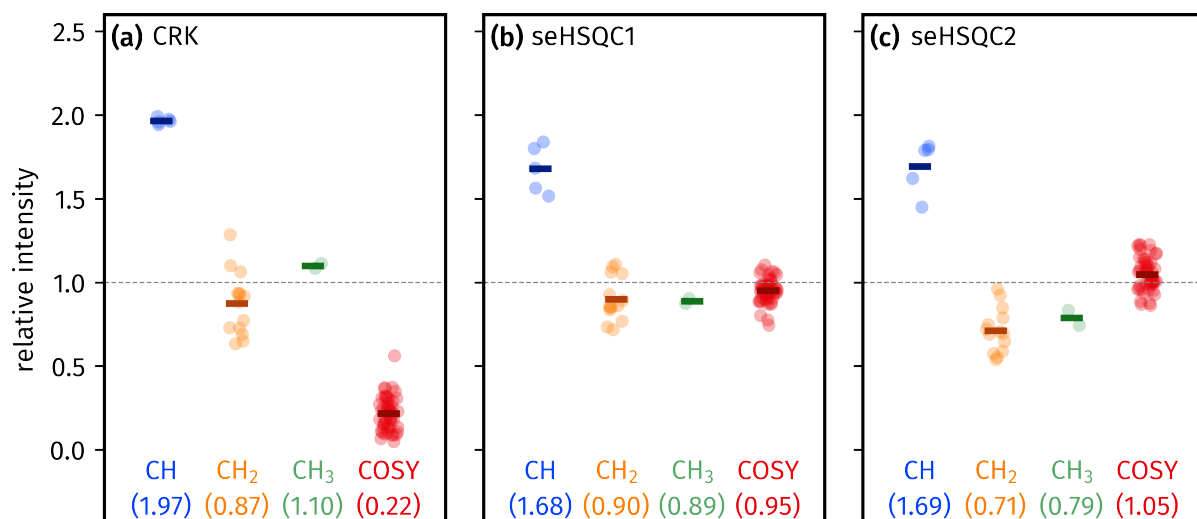 (a) CRK
(b) seHSQC1
(c) seHSQC2
relative intensity
2.5
2.0
1.5
1.0
0.5
0.0
CH CH₂ CH₃ COSY
(1.97) (0.87) (1.10) (0.22)
CH CH₂ CH₃ COSY
(1.68) (0.90) (0.89) (0.95)
CH CH₂ CH₃ COSY
(1.69) (0.71) (0.79) (1.05)